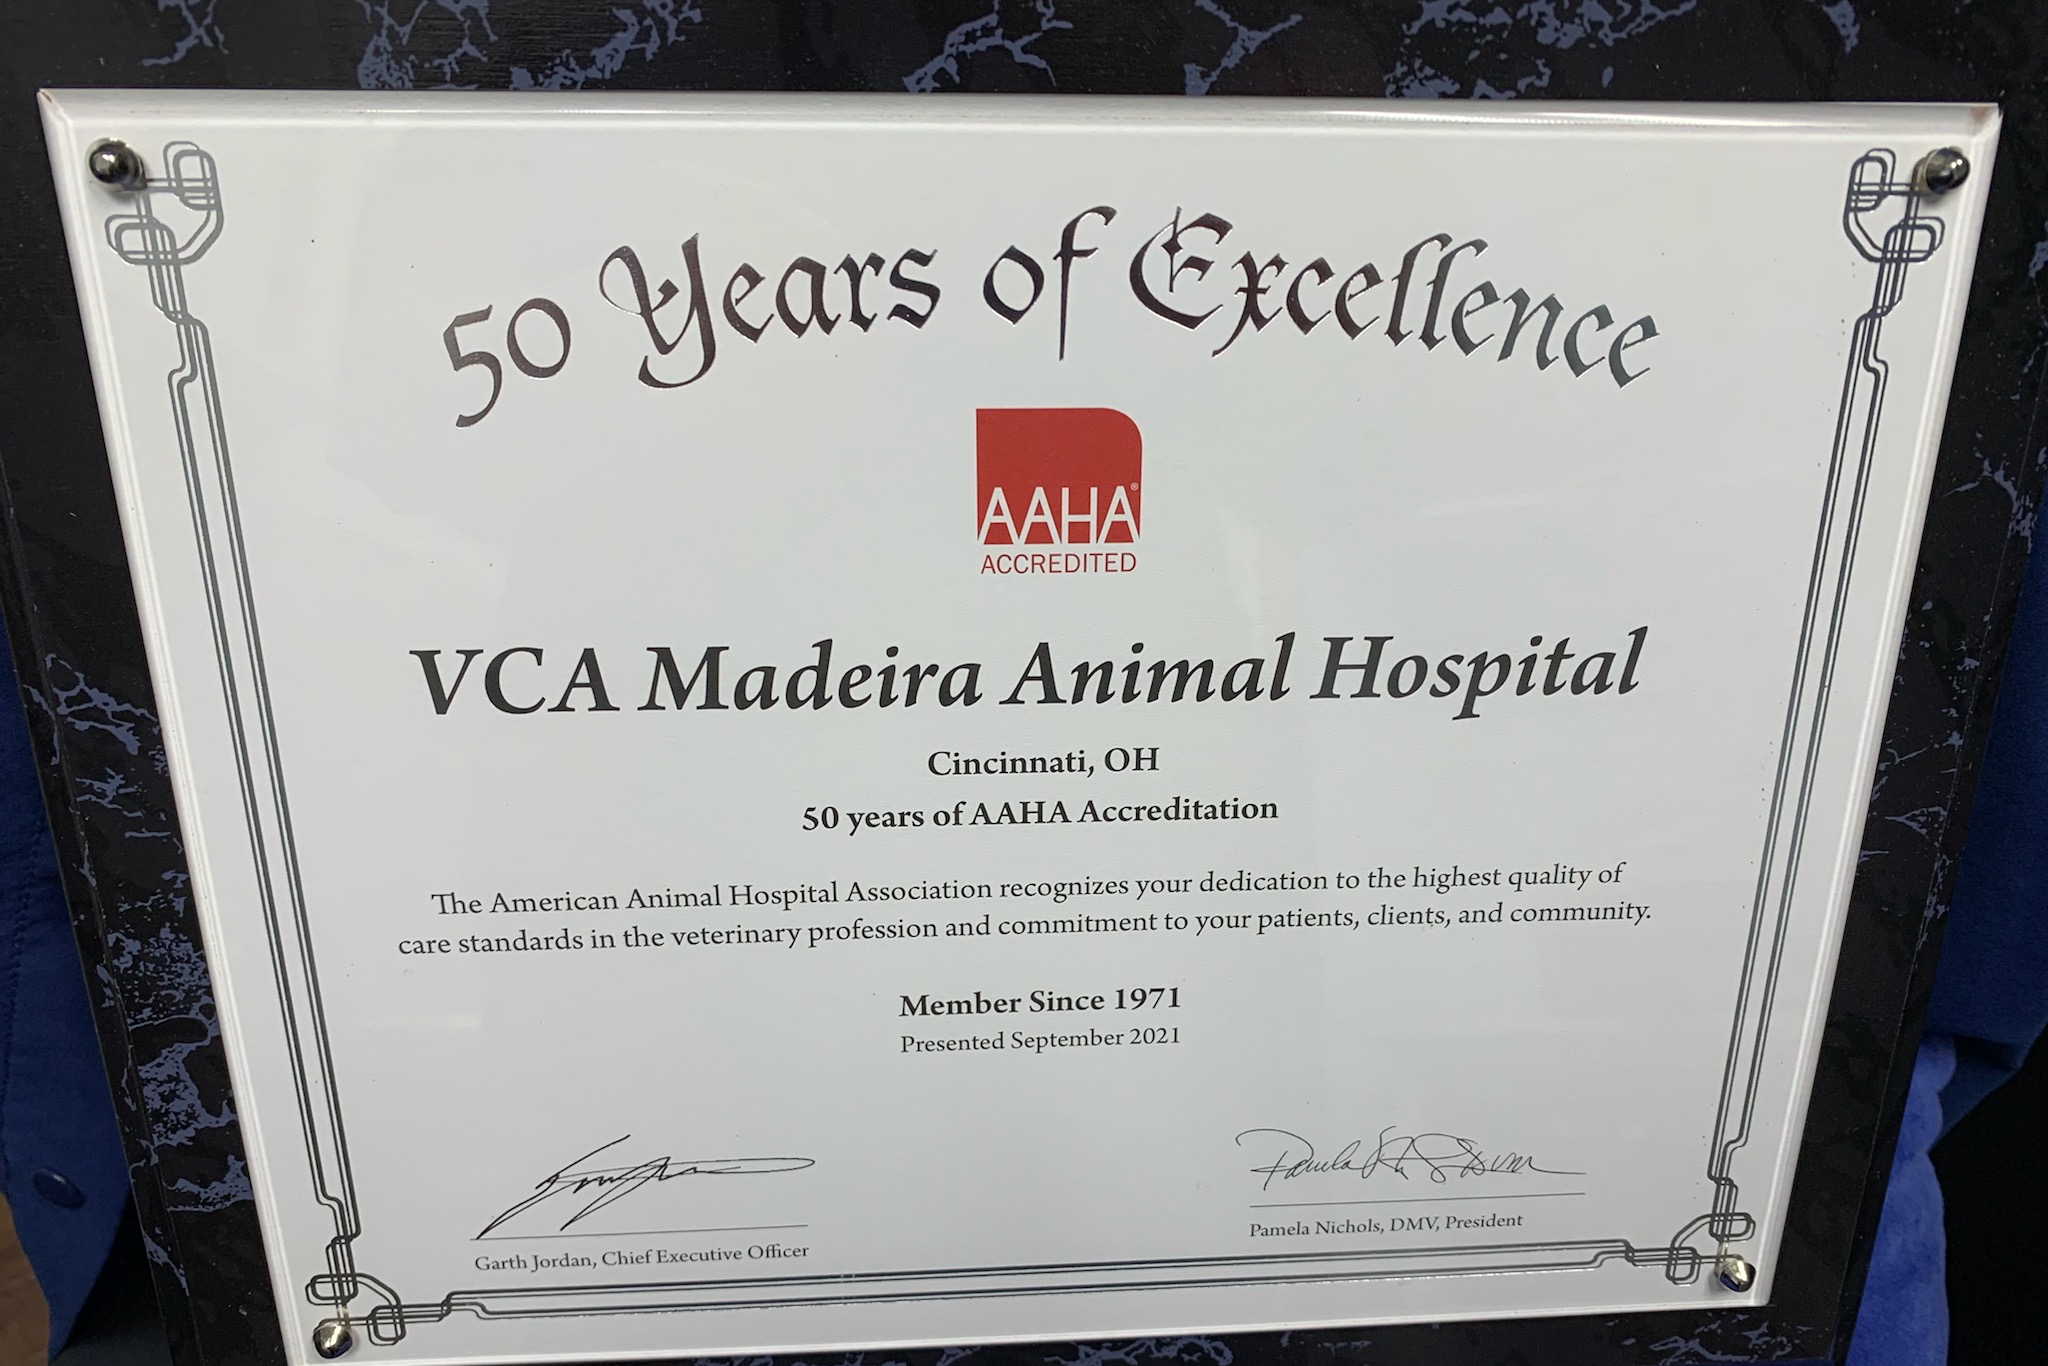 50 Years of Excellence
AAHA®
ACCREDITED
VCA Madeira Animal Hospital
Cincinnati, OH
50 years of AAHA Accreditation
The American Animal Hospital Association recognizes your dedication to the highest quality of
care standards in the veterinary profession and commitment to your patients, clients, and community.
Member Since 1971
Presented September 2021
Garth Jordan, Chief Executive Officer
Pamela Nichols, DMV, President